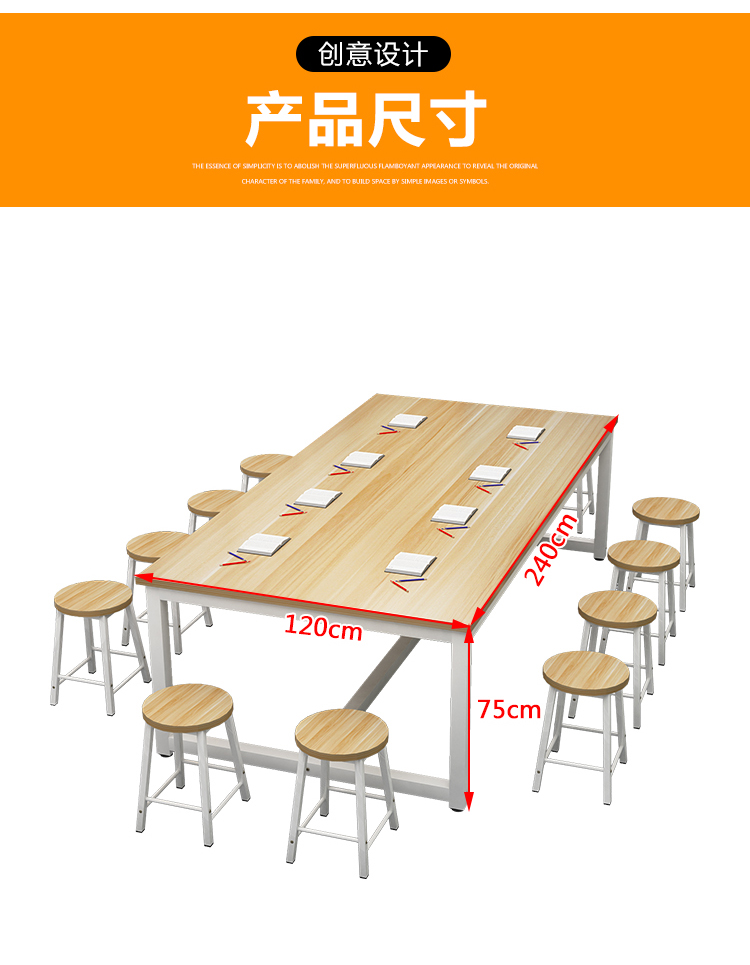 创意设计
产品尺寸
THE ESSENCE OF SIMPLICITY IS TO ABOLISH THE SUPERFLUOUS FLAMBOYANT APPEARANCE TO REVEAL THE ORIGINAL
CHARACTER OF THE FAMILY, AND TO BUILD SPACE BY SIMPLE IMAGES OR SYMBOLS.
240cm
120cm
75cm